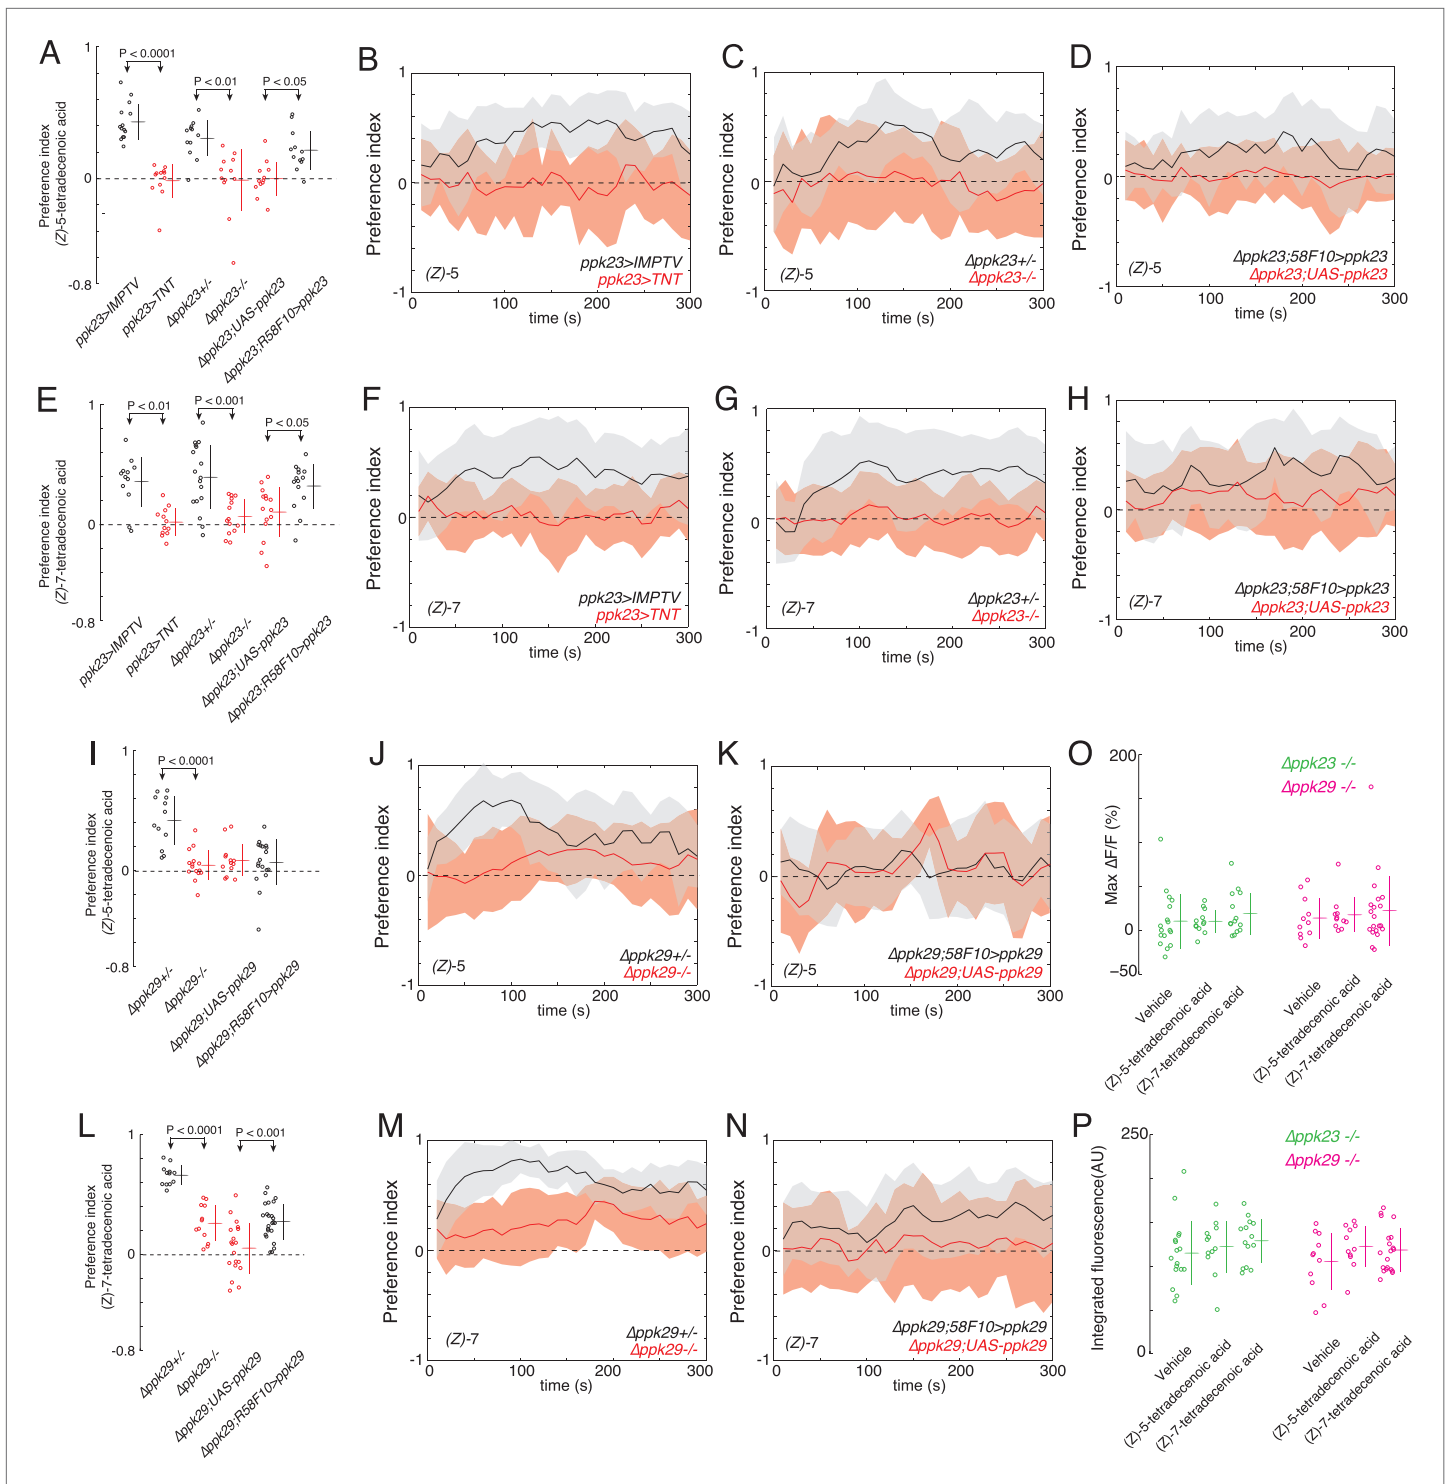 A
Preference index
(Z)-5-tetradecenoic acid
1
0
-0.8
P < 0.0001
P < 0.01
P < 0.05
ppk23>IMPTV
ppk23>TNT
Δppk23+/-
Δppk23-/-
Δppk23;UAS-ppk23
Δppk23;R58F10>ppk23
B
Preference index
1
0
-1
(Z)-5
ppk23>IMPTV
ppk23>TNT
0 100 200 300
time (s)
C
Preference index
1
0
-1
(Z)-5
Δppk23+/-
Δppk23-/-
0 100 200 300
time (s)
D
Preference index
1
0
-1
(Z)-5
Δppk23;58F10>ppk23
Δppk23;UAS-ppk23
0 100 200 300
time (s)
E
Preference index
(Z)-7-tetradecenoic acid
1
0
-0.8
P < 0.01
P < 0.001
P < 0.05
ppk23>IMPTV
ppk23>TNT
Δppk23+/-
Δppk23-/-
Δppk23;UAS-ppk23
Δppk23;R58F10>ppk23
F
Preference index
1
0
-1
(Z)-7
ppk23>IMPTV
ppk23>TNT
0 100 200 300
time (s)
G
Preference index
1
0
-1
(Z)-7
Δppk23+/-
Δppk23-/-
0 100 200 300
time (s)
H
Preference index
1
0
-1
(Z)-7
Δppk23;58F10>ppk23
Δppk23;UAS-ppk23
0 100 200 300
time (s)
I
Preference index
(Z)-5-tetradecenoic acid
1
0
-0.8
P < 0.0001
Δppk29+/-
Δppk29-/-
Δppk29;UAS-ppk29
Δppk29;R58F10>ppk29
J
Preference index
1
0
-1
(Z)-5
Δppk29+/-
Δppk29-/-
0 100 200 300
time (s)
K
Preference index
1
0
-1
(Z)-5
Δppk29;58F10>ppk29
Δppk29;UAS-ppk29
0 100 200 300
time (s)
O
Max ΔF/F (%)
200
0
−50
Δppk23 -/-
Δppk29 -/-
Vehicle
(Z)-5-tetradecenoic acid
(Z)-7-tetradecenoic acid
Vehicle
(Z)-5-tetradecenoic acid
(Z)-7-tetradecenoic acid
L
Preference index
(Z)-7-tetradecenoic acid
1
0
-0.8
P < 0.0001
P < 0.001
Δppk29+/-
Δppk29-/-
Δppk29;UAS-ppk29
Δppk29;R58F10>ppk29
M
Preference index
1
0
-1
(Z)-7
Δppk29+/-
Δppk29-/-
0 100 200 300
time (s)
N
Preference index
1
0
-1
(Z)-7
Δppk29;58F10>ppk29
Δppk29;UAS-ppk29
0 100 200 300
time (s)
P
Integrated fluorescence(AU)
250
0
Δppk23 -/-
Δppk29 -/-
Vehicle
(Z)-5-tetradecenoic acid
(Z)-7-tetradecenoic acid
Vehicle
(Z)-5-tetradecenoic acid
(Z)-7-tetradecenoic acid